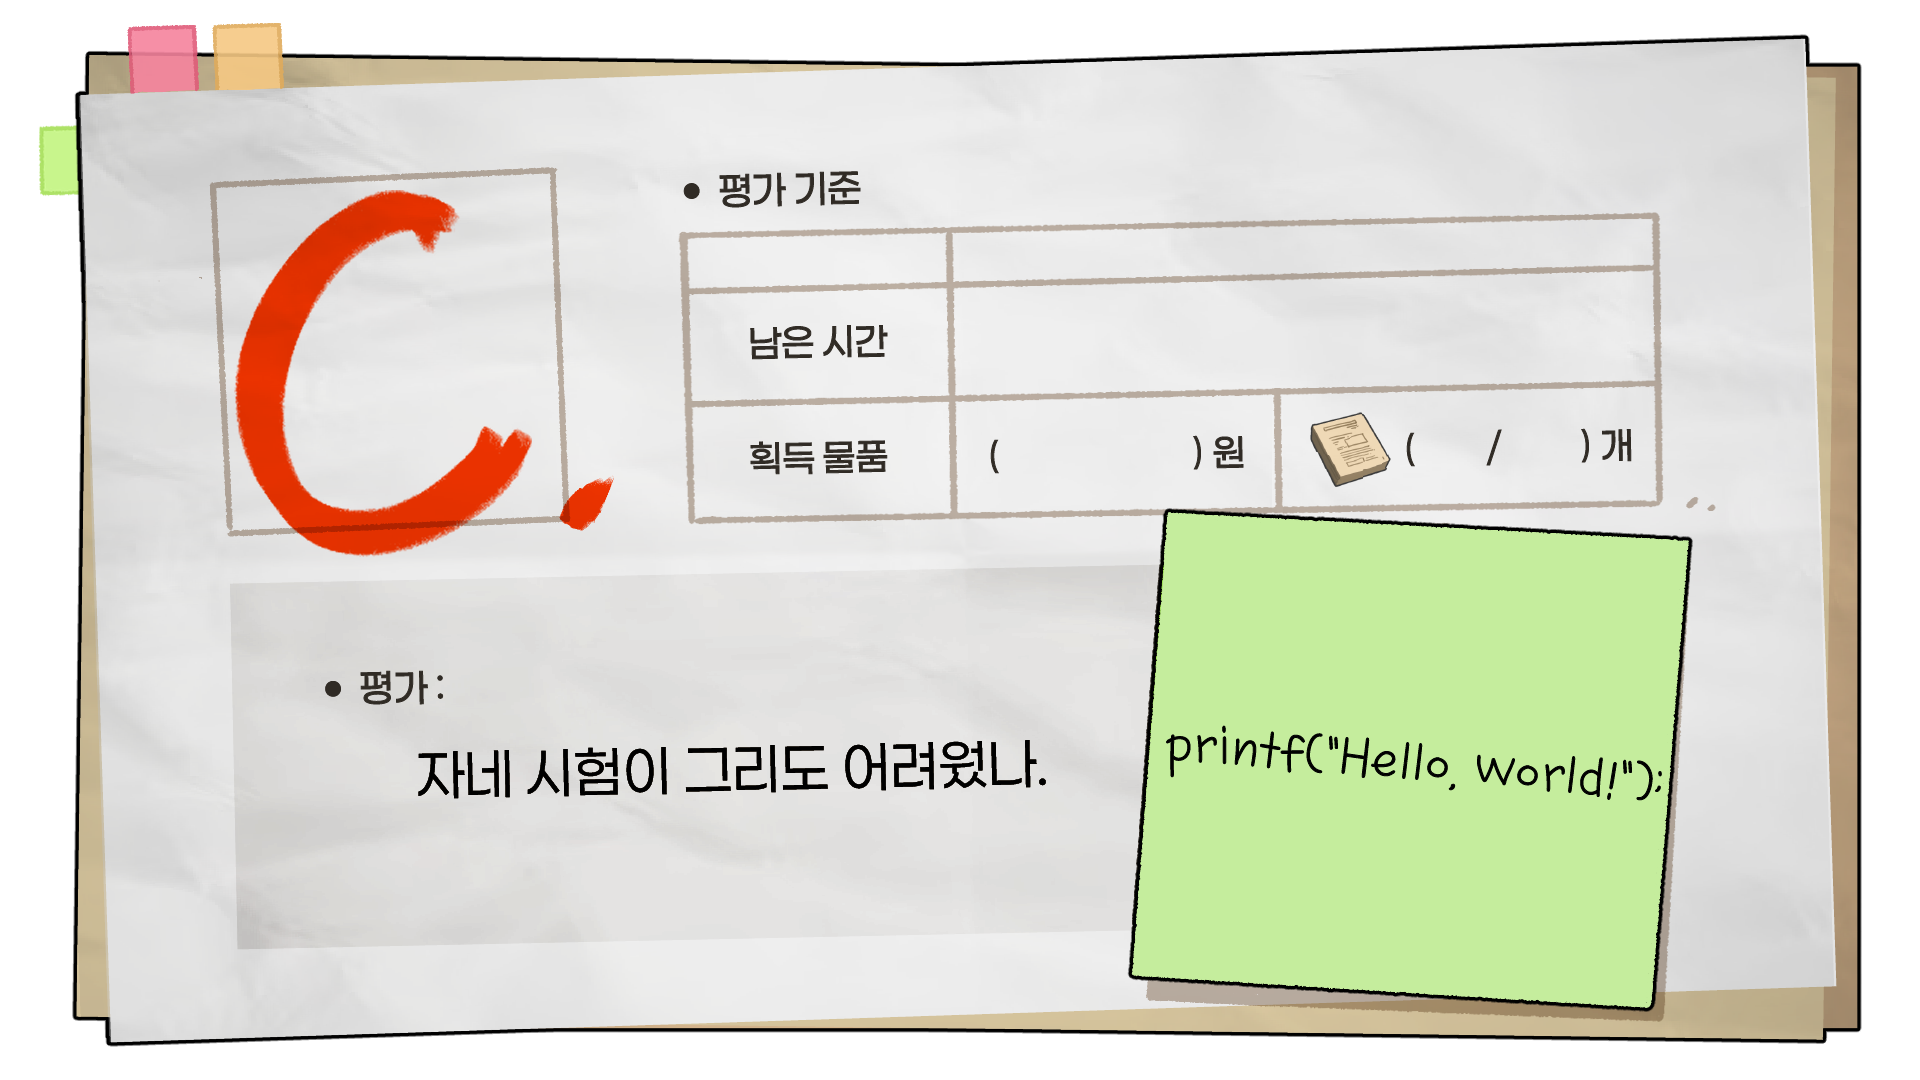 C.
• 평가 기준
남은 시간
획득 물품 ( ) 원 ( / ) 개
• 평가 :
자네 시험이 그리도 어려웠나.
printf("Hello, world!");